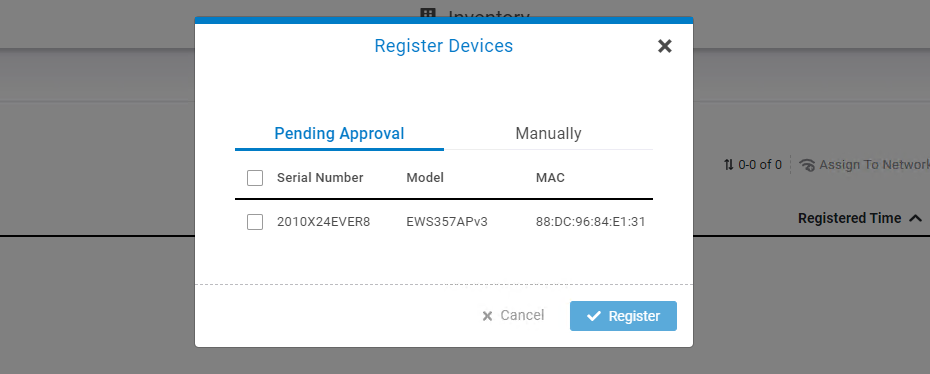 Inventory
Register Devices
Pending Approval Manually
0-0 of 0 Assign To Network
Serial Number Model MAC
Registered Time
2010X24EVER8 EWS357APv3 88:DC:96:84:E1:31
Cancel Register